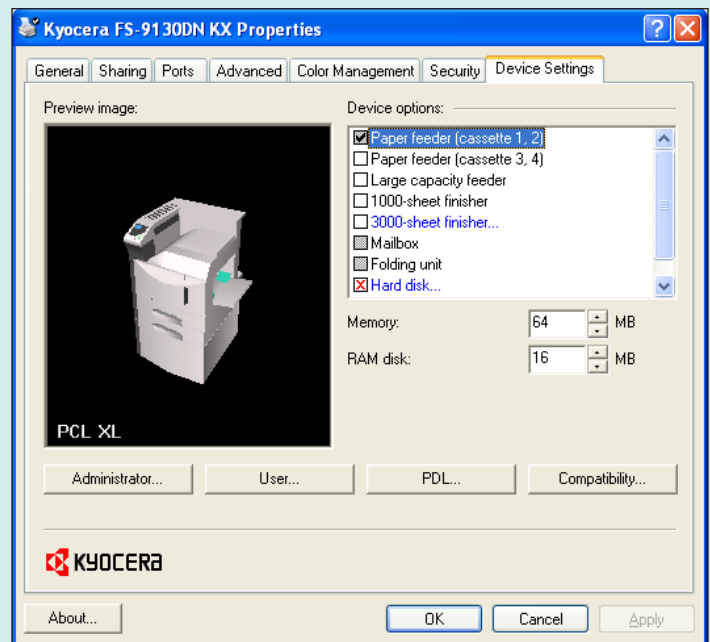 Kyocera FS-9130DN KX Properties
General Sharing Ports Advanced Color Management Security Device Settings
Preview image:
PCL XL
Device options:
Paper feeder (cassette 1, 2)
Paper feeder (cassette 3, 4)
Large capacity feeder
1000-sheet finisher
3000-sheet finisher...
Mailbox
Folding unit
Hard disk...
Memory: 64 MB
RAM disk: 16 MB
Administrator... User... PDL... Compatibility...
KYOCERA
About... OK Cancel Apply